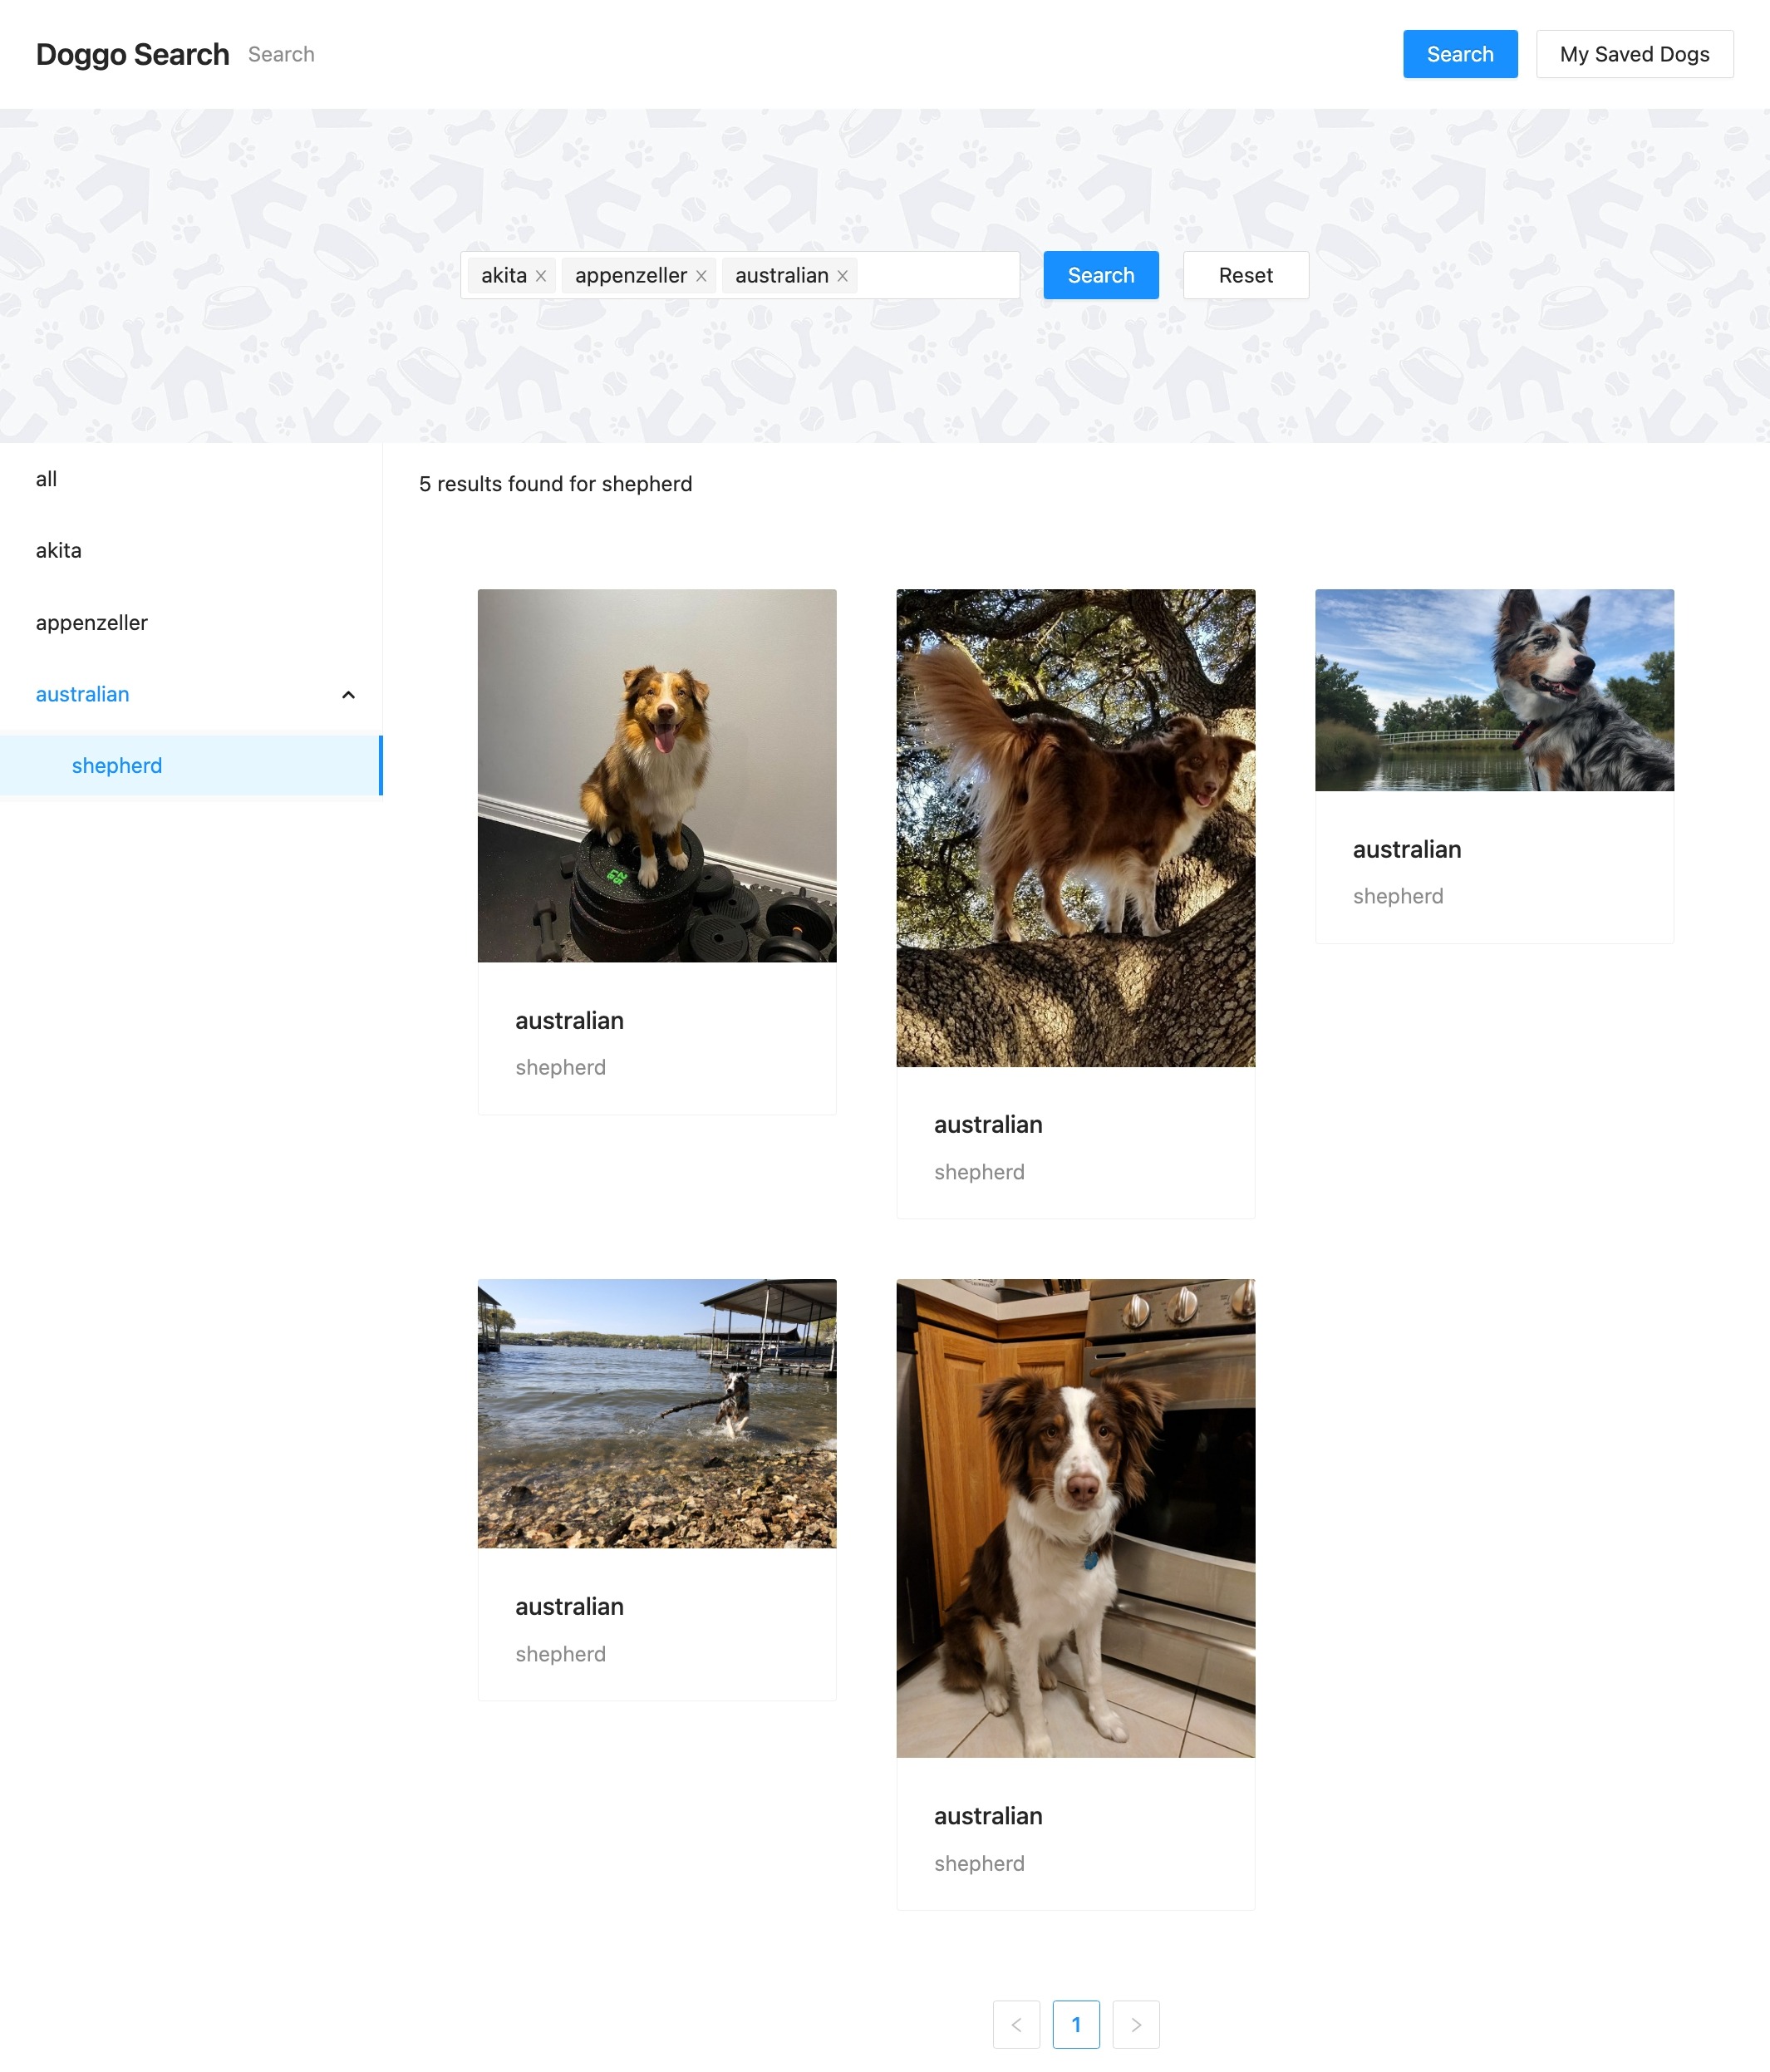 Doggo Search Search Search My Saved Dogs
akita appenzeller australian Search Reset
all
akita
appenzeller
australian
shepherd
5 results found for shepherd
australian
shepherd
australian
shepherd
australian
shepherd
australian
shepherd
australian
shepherd
1